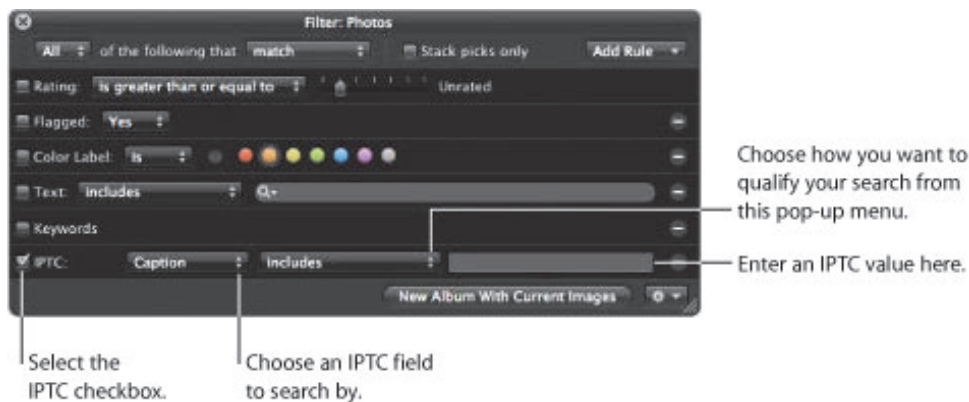 Filter: Photos
All of the following that match Stack picks only Add Rule
Rating: is greater than or equal to Unrated
Flagged: Yes
Color Label: is
Text: includes
Keywords
IPTC: Caption includes
New Album With Current Images
Choose how you want to
qualify your search from
this pop-up menu.
Enter an IPTC value here.
Select the
IPTC checkbox.
Choose an IPTC field
to search by.